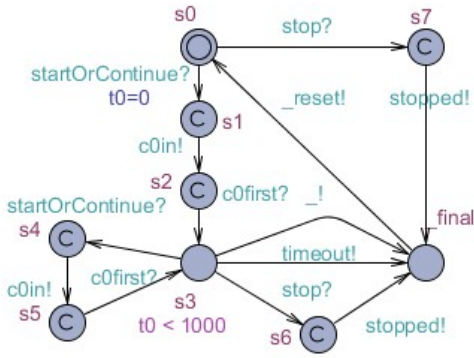 s0
stop?
s7
C
startOrContinue?
t0=0
_reset!
stopped!
C
s1
c0in!
s2
C
c0first?
_!
startOrContinue?
_final
s4
C
c0first?
timeout!
c0in!
s3
stop?
s5
C
t0 < 1000
s6
C
stopped!